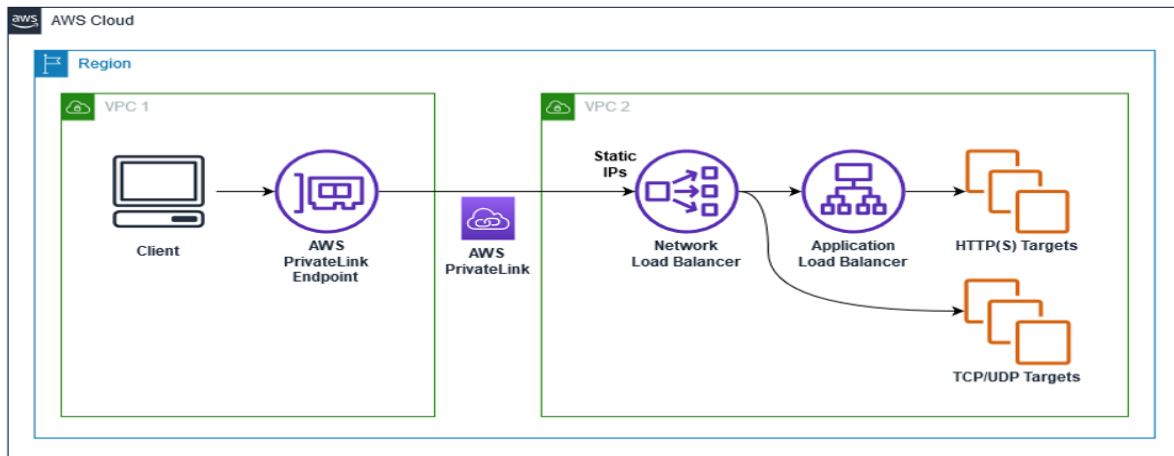 aws AWS Cloud
Region
VPC 1
VPC 2
Client
AWS
PrivateLink
Endpoint
AWS
PrivateLink
Static
IPs
Network
Load Balancer
Application
Load Balancer
HTTP(S) Targets
TCP/UDP Targets